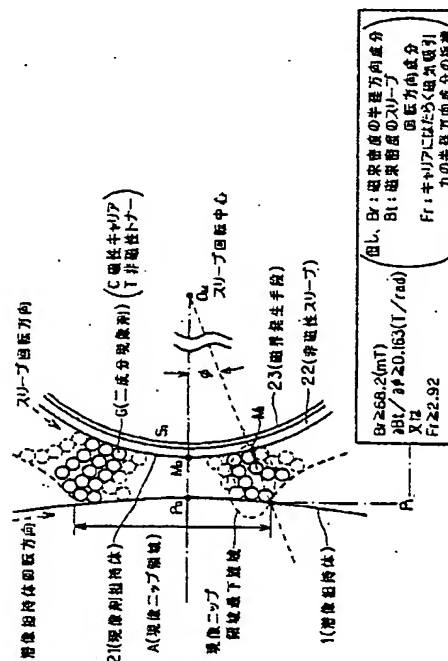 潜像担持体回転方向
スリーブ回転方向
21(現像剤担持体)
A(現像ニップ領域)
G(二成分現像剤)
C 磁性キャリア
T 非磁性トナー
Sn
Mo
Po
スリーブ回転中心
φ
23(磁界発生手段)
22(非磁性スリーブ)
現像ニップ
領域最下流域
1(潜像担持体)
Br≥68.2(mT)
∂Bt/∂φ≥0.163(T/rad)
又は
Fr≥2.92
但し、Br:磁束密度の半径方向成分
Bt:磁束密度のスリーブ
回転方向成分
Fr:キャリアにはたらく磁気吸引
力の半径方向成分の